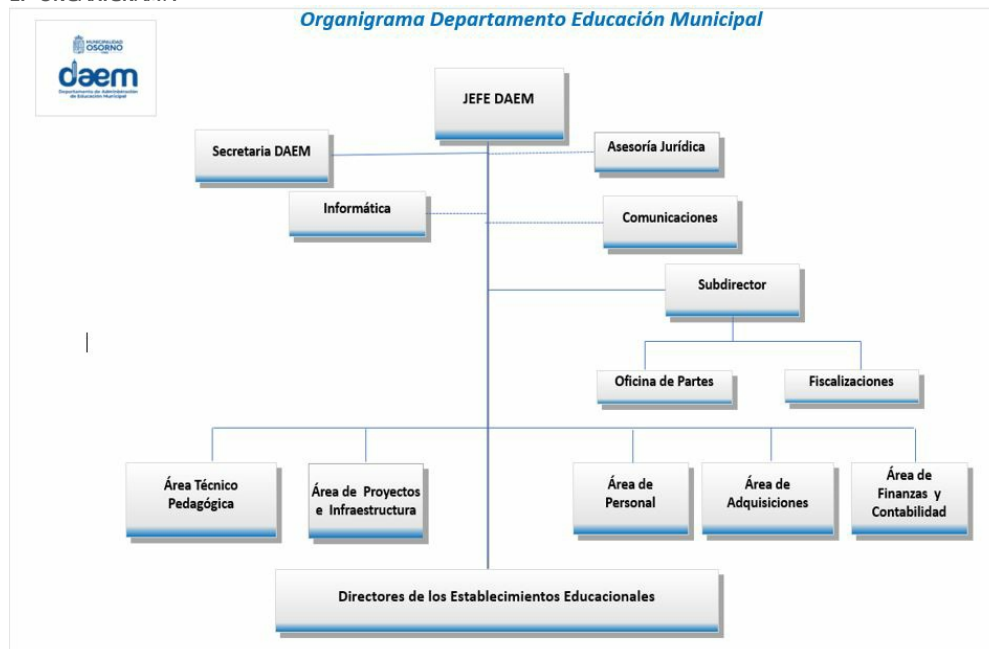 Organigrama Departamento Educación Municipal
MUNICIPALIDAD
OSORNO
daem
Departamento de Administración
de Educación Municipal
JEFE DAEM
Secretaria DAEM
Asesoría Jurídica
Informática
Comunicaciones
Subdirector
Oficina de Partes
Fiscalizaciones
Área Técnico
Pedagógica
Área de Proyectos
e Infraestructura
Área de
Personal
Área de
Adquisiciones
Área de
Finanzas y
Contabilidad
Directores de los Establecimientos Educacionales